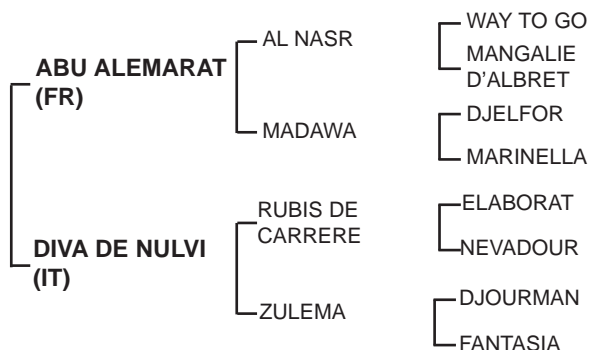 WAY TO GO
AL NASR
MANGALIE
D'ALBRET
ABU ALEMARAT
(FR)
DJELFOR
MADAWA
MARINELLA
RUBIS DE
CARRERE
ELABORAT
NEVADOUR
DIVA DE NULVI
(IT)
DJOURMAN
ZULEMA
FANTASIA